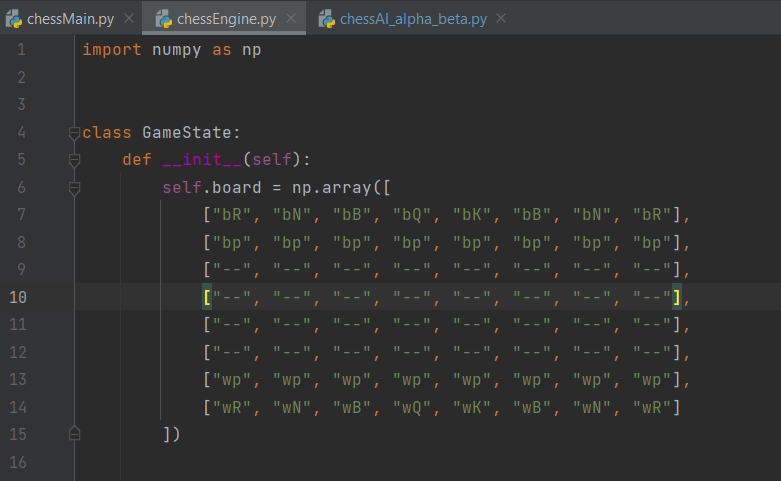 chessMain.py chessEngine.py chessAI_alpha_beta.py
1 import numpy as np
2
3
4 class GameState:
5     def __init__(self):
6         self.board = np.array([
7             ["bR", "bN", "bB", "bQ", "bK", "bB", "bN", "bR"],
8             ["bp", "bp", "bp", "bp", "bp", "bp", "bp", "bp"],
9             ["--", "--", "--", "--", "--", "--", "--", "--"],
10             ["--", "--", "--", "--", "--", "--", "--", "--"],
11             ["--", "--", "--", "--", "--", "--", "--", "--"],
12             ["--", "--", "--", "--", "--", "--", "--", "--"],
13             ["wp", "wp", "wp", "wp", "wp", "wp", "wp", "wp"],
14             ["wR", "wN", "wB", "wQ", "wK", "wB", "wN", "wR"]
15         ])
16